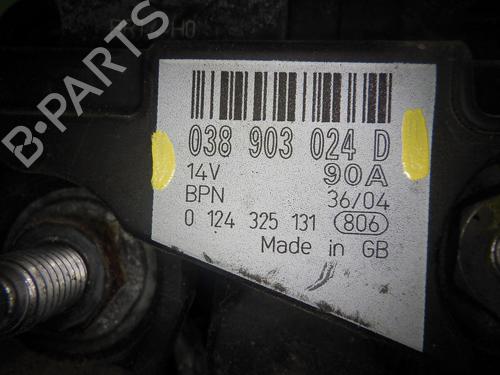 B-PARTS
038 903 024 D
14V 90A
BPN 36/04
0 124 325 131 806
Made in GB